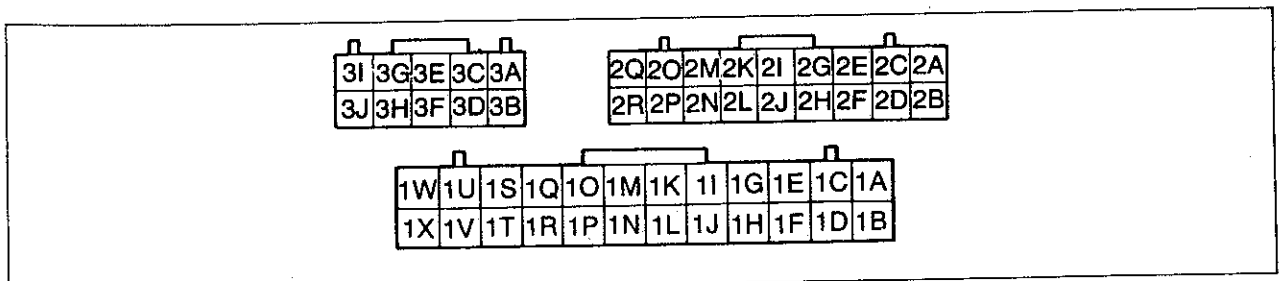 3I 3G 3E 3C 3A
3J 3H 3F 3D 3B
2Q 2O 2M 2K 2I 2G 2E 2C 2A
2R 2P 2N 2L 2J 2H 2F 2D 2B
1W 1U 1S 1Q 1O 1M 1K 1I 1G 1E 1C 1A
1X 1V 1T 1R 1P 1N 1L 1J 1H 1F 1D 1B